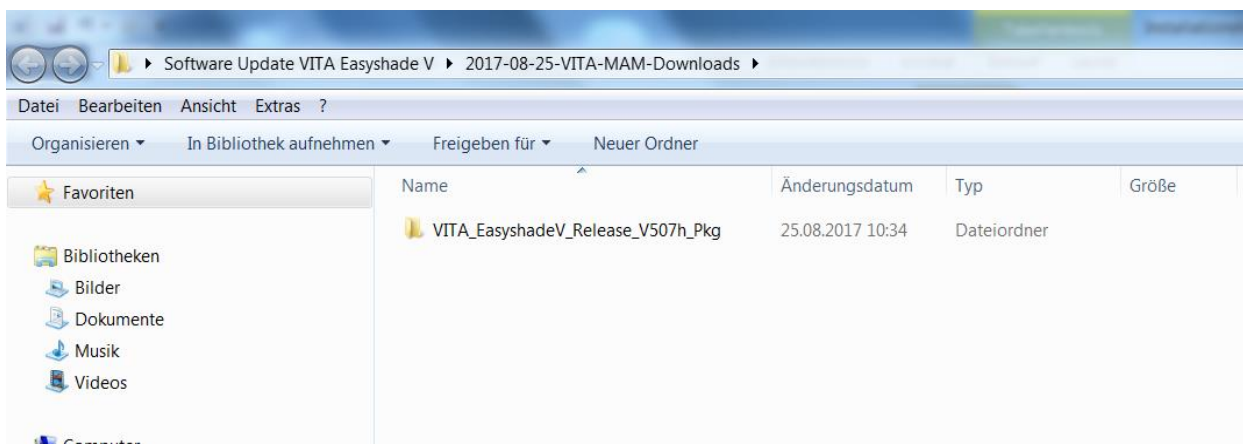 Software Update VITA Easyshade V ▸ 2017-08-25-VITA-MAM-Downloads ▸
Datei Bearbeiten Ansicht Extras ?
Organisieren ▾ In Bibliothek aufnehmen ▾ Freigeben für ▾ Neuer Ordner
Favoriten
Bibliotheken
Bilder
Dokumente
Musik
Videos
Computer
Name Änderungsdatum Typ Größe
VITA_EasyshadeV_Release_V507h_Pkg 25.08.2017 10:34 Dateiordner